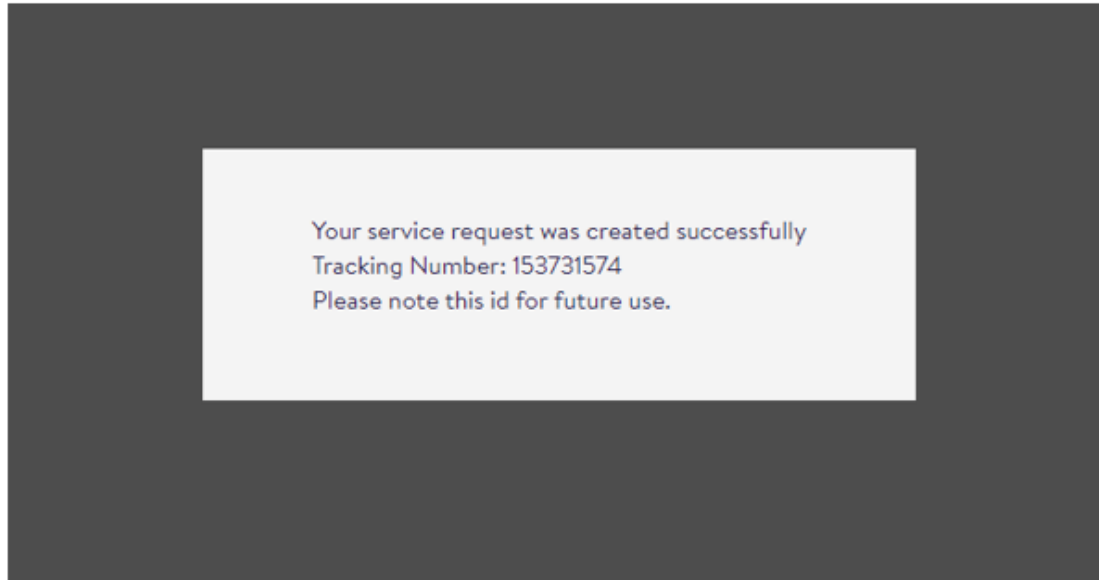 Your service request was created successfully
Tracking Number: 153731574
Please note this id for future use.